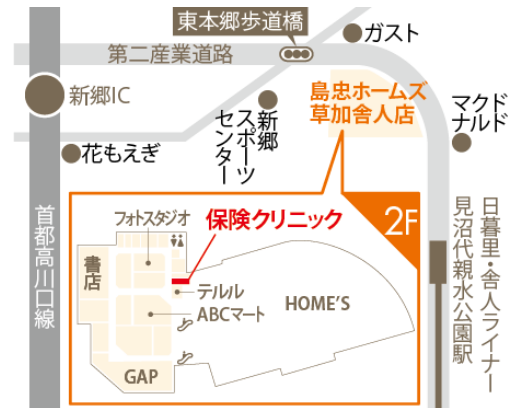 東本郷歩道橋
ガスト
第二産業道路
新郷IC
島忠ホームズ
草加舎人店
マクド
ナルド
新郷
スポーツ
センター
花もえぎ
首都高川口線
フォトスタジオ
保険クリニック
2F
書店
テルル
ABCマート
HOME'S
GAP
日暮里・舎人ライナー
見沼代親水公園駅